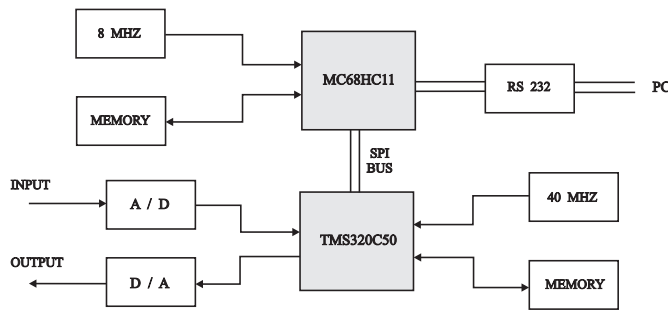 8 MHZ
MC68HC11
RS 232
PC
MEMORY
SPI
BUS
INPUT
A / D
40 MHZ
TMS320C50
OUTPUT
D / A
MEMORY